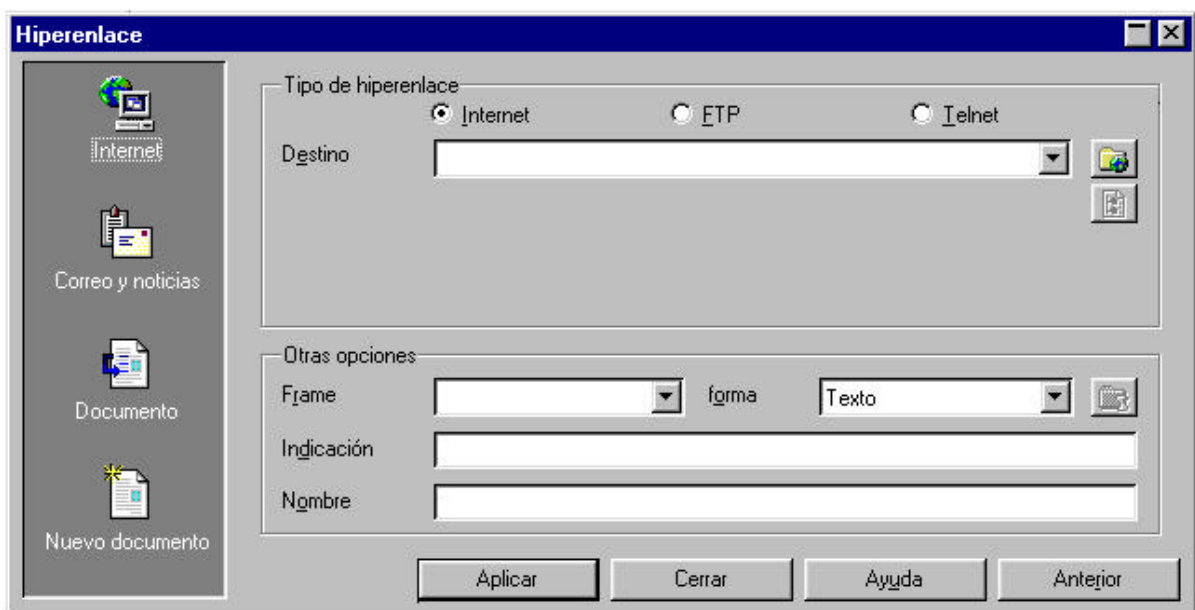 Hiperenlace
Internet
Correo y noticias
Documento
Nuevo documento
Tipo de hiperenlace
Internet FTP Telnet
Destino
Otras opciones
Frame forma Texto
Indicación
Nombre
Aplicar Cerrar Ayuda Anterior